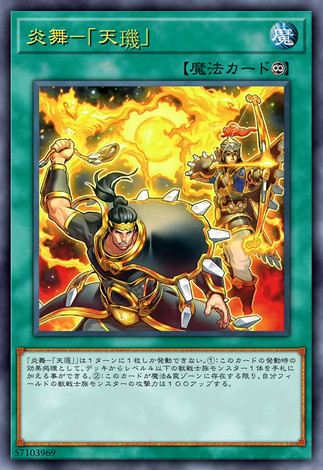 炎舞－「天璣」
魔
【魔法カード∞】
「炎舞－「天璣」」は１ターンに１枚しか発動できない。①：このカードの発動時の
効果処理として、デッキからレベル４以下の獣戦士族モンスター１体を手札に
加える事ができる。②：このカードが魔法&罠ゾーンに存在する限り、自分フィ
ールドの獣戦士族モンスターの攻撃力は１００アップする。
57103969